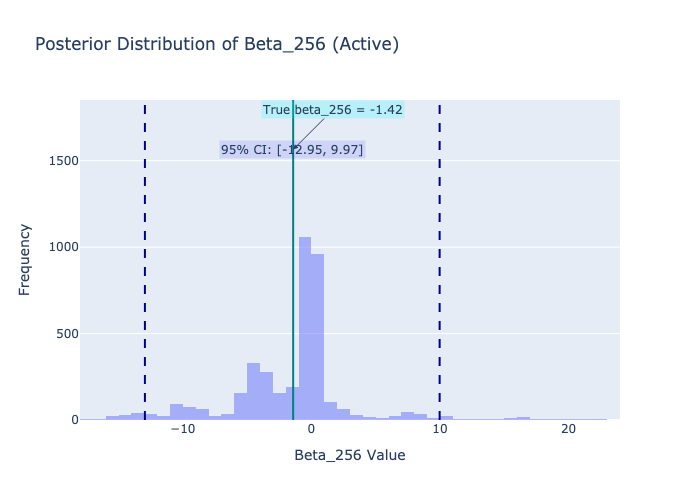 Posterior Distribution of Beta_256 (Active)
True beta_256 = -1.42
95% CI: [-12.95, 9.97]
1500
1000
500
0
Frequency
−10
0
10
20
Beta_256 Value